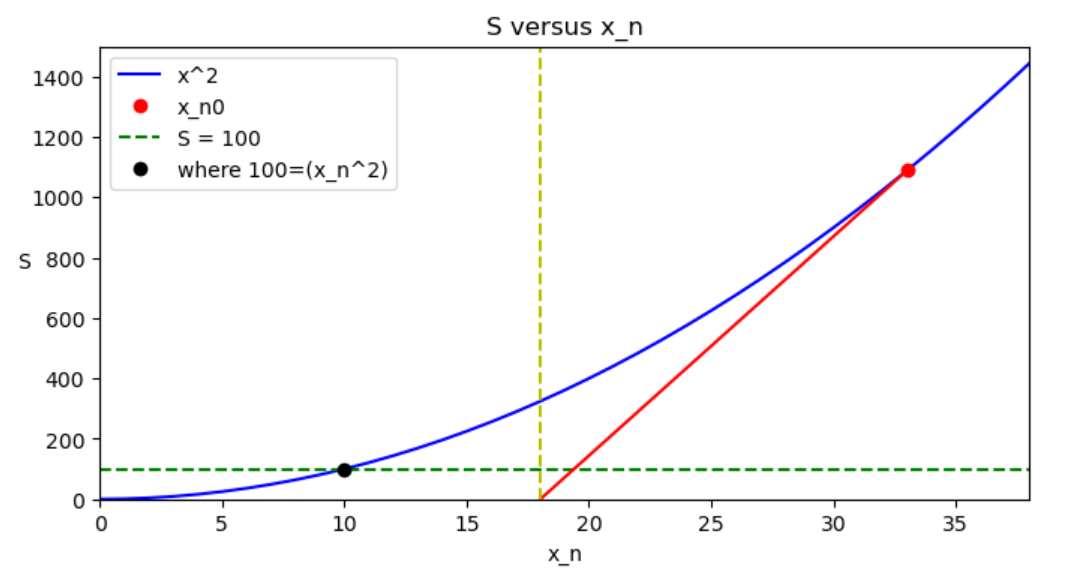 S versus x_n
x^2
x_n0
S = 100
where 100=(x_n^2)
1400
1200
1000
800
600
400
200
0
S
0 5 10 15 20 25 30 35
x_n